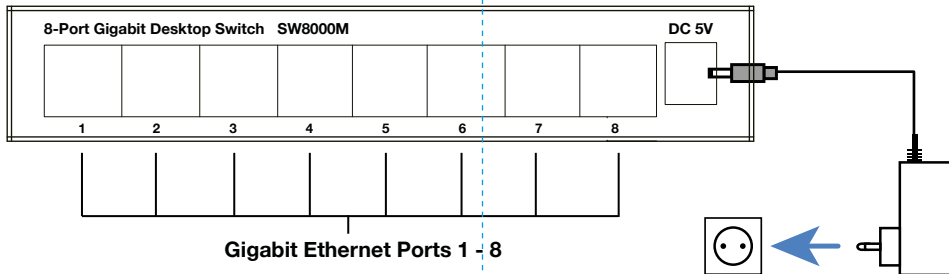 8-Port Gigabit Desktop Switch SW8000M DC 5V
1 2 3 4 5 6 7 8
Gigabit Ethernet Ports 1 - 8